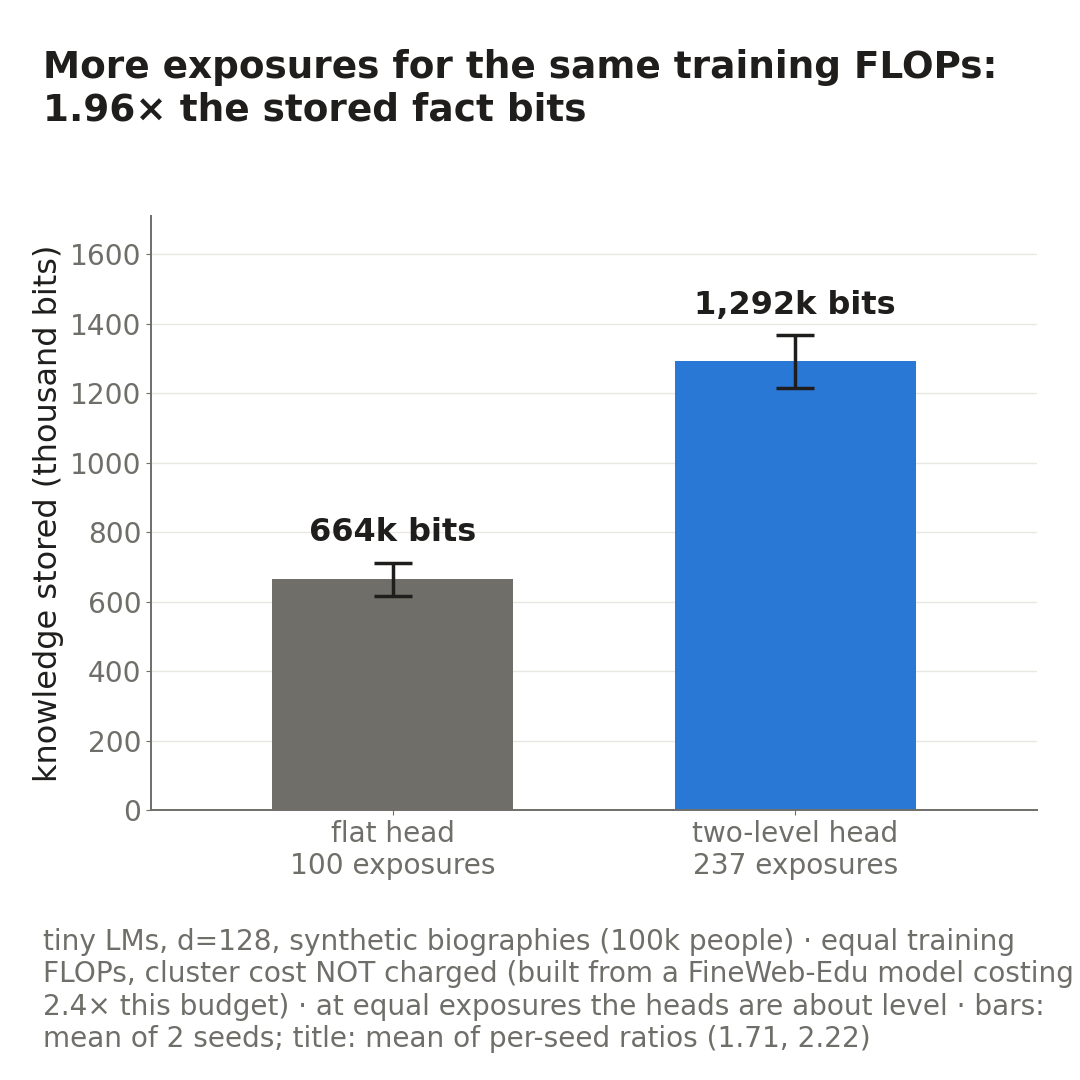 More exposures for the same training FLOPs:
1.96× the stored fact bits
knowledge stored (thousand bits)
1600
1400
1200
1000
800
600
400
200
0
664k bits
1,292k bits
flat head
100 exposures
two-level head
237 exposures
tiny LMs, d=128, synthetic biographies (100k people) · equal training
FLOPs, cluster cost NOT charged (built from a FineWeb-Edu model costing
2.4× this budget) · at equal exposures the heads are about level · bars:
mean of 2 seeds; title: mean of per-seed ratios (1.71, 2.22)